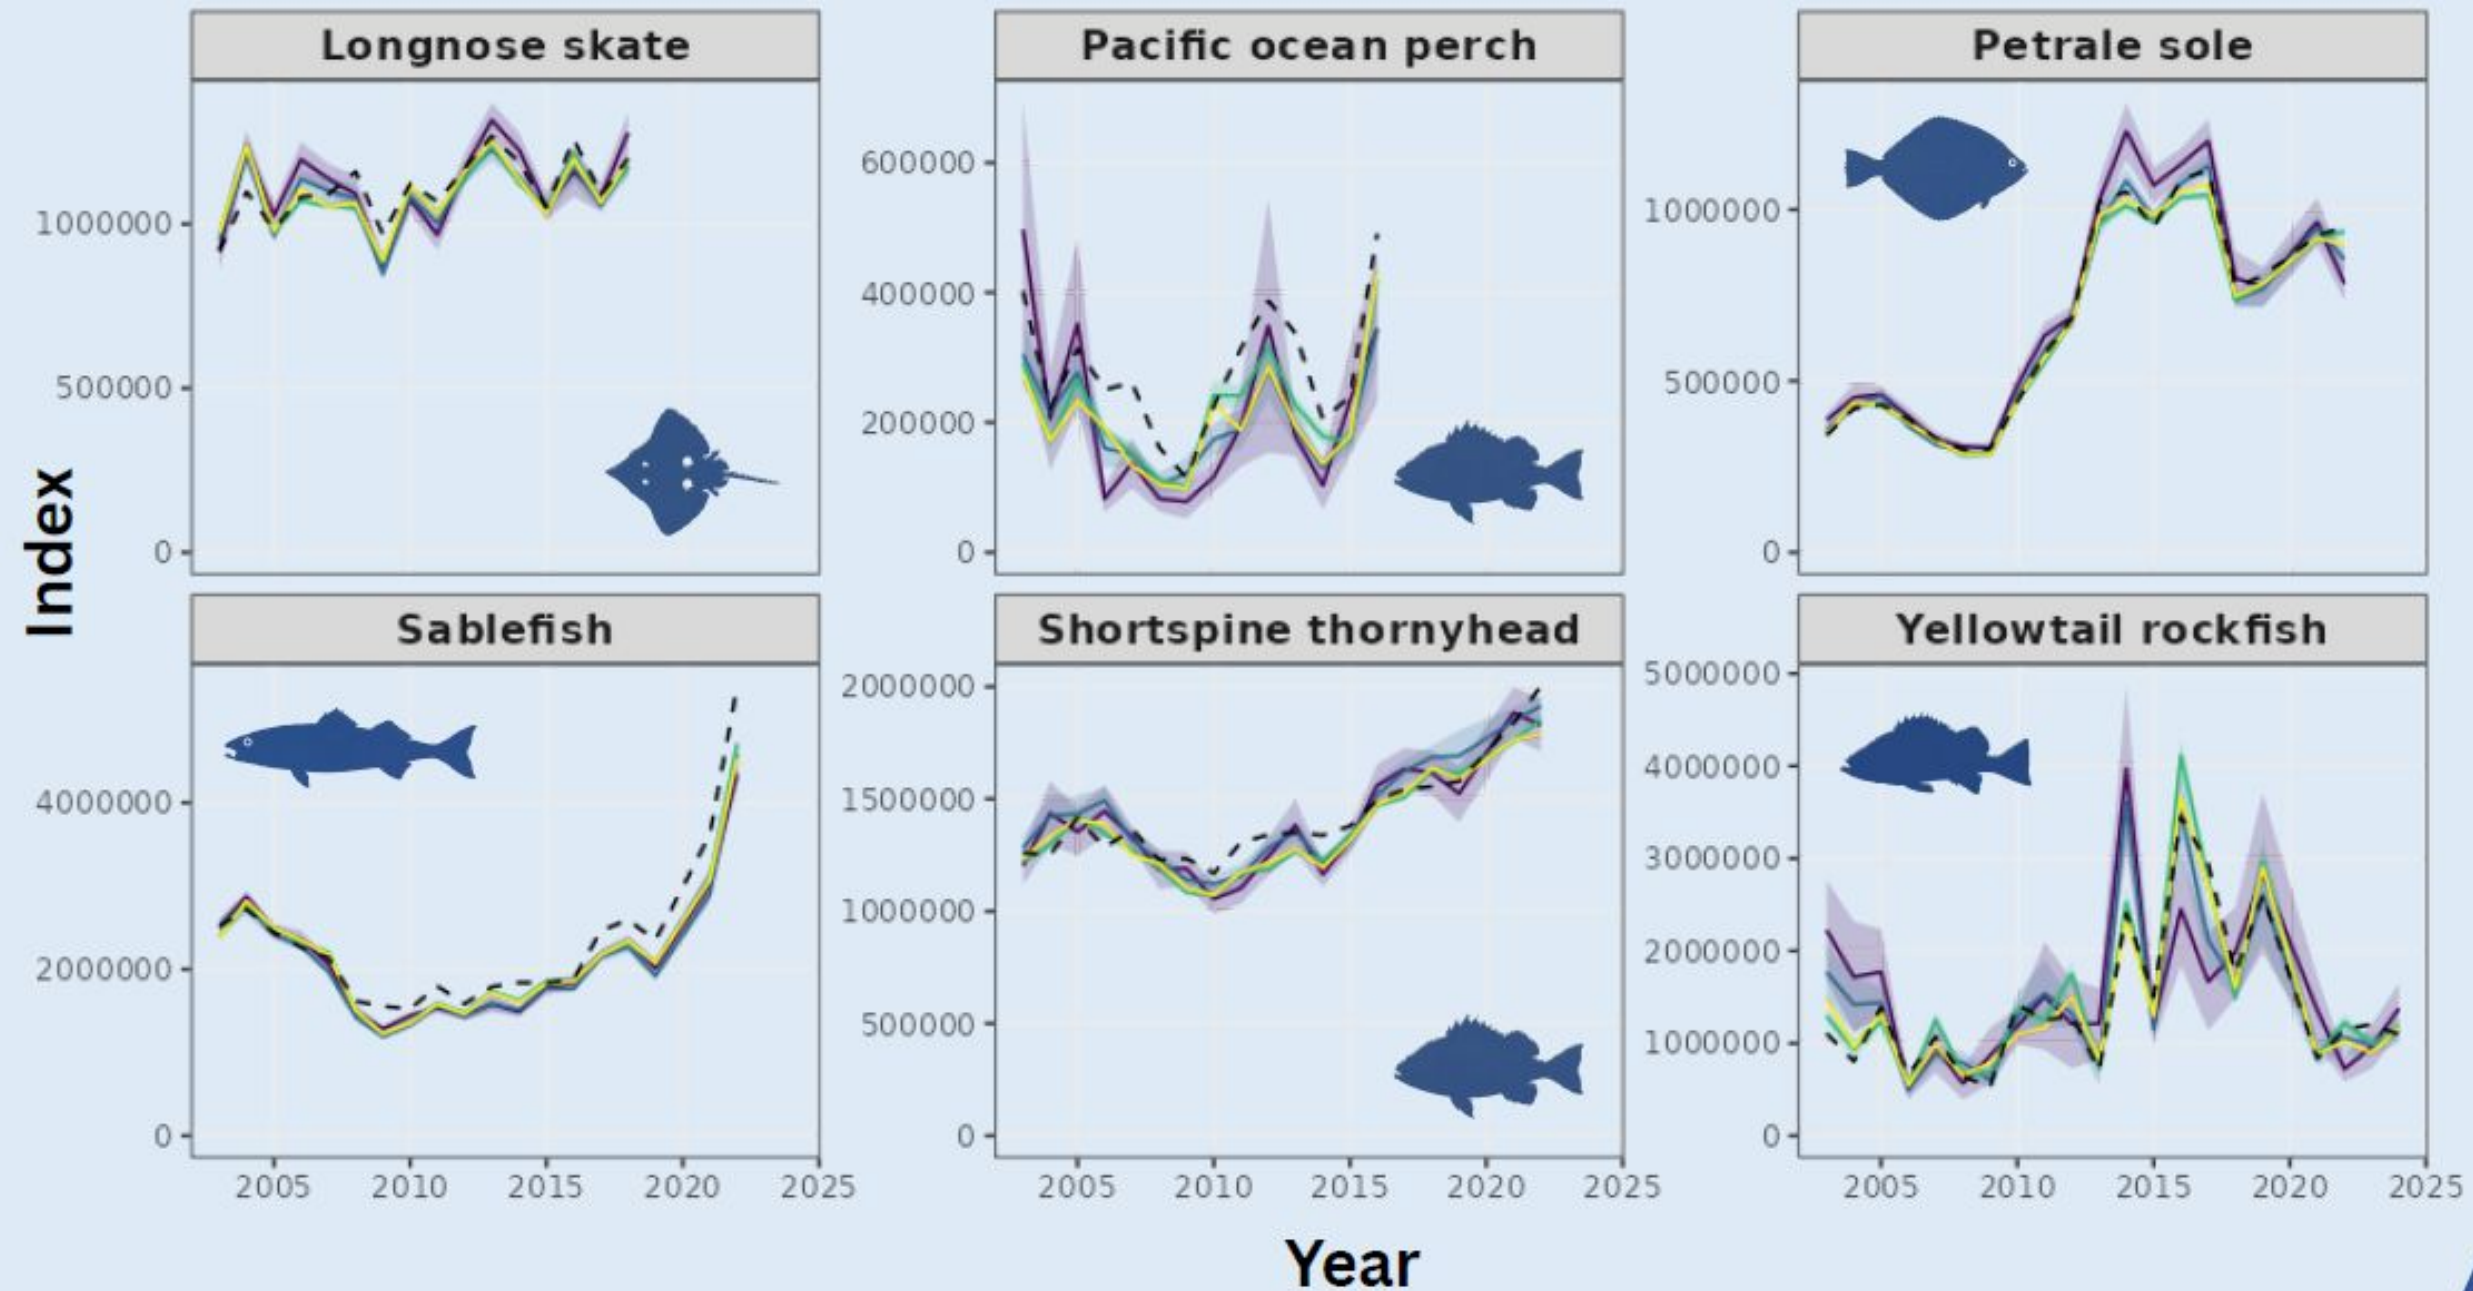 Longnose skate
Pacific ocean perch
Petrale sole
1000000
500000
0
600000
400000
200000
0
1000000
500000
0
Index
Sablefish
Shortspine thornyhead
Yellowtail rockfish
4000000
2000000
0
2000000
1500000
1000000
500000
0
5000000
4000000
3000000
2000000
1000000
0
2005 2010 2015 2020 2025
2005 2010 2015 2020 2025
2005 2010 2015 2020 2025
Year